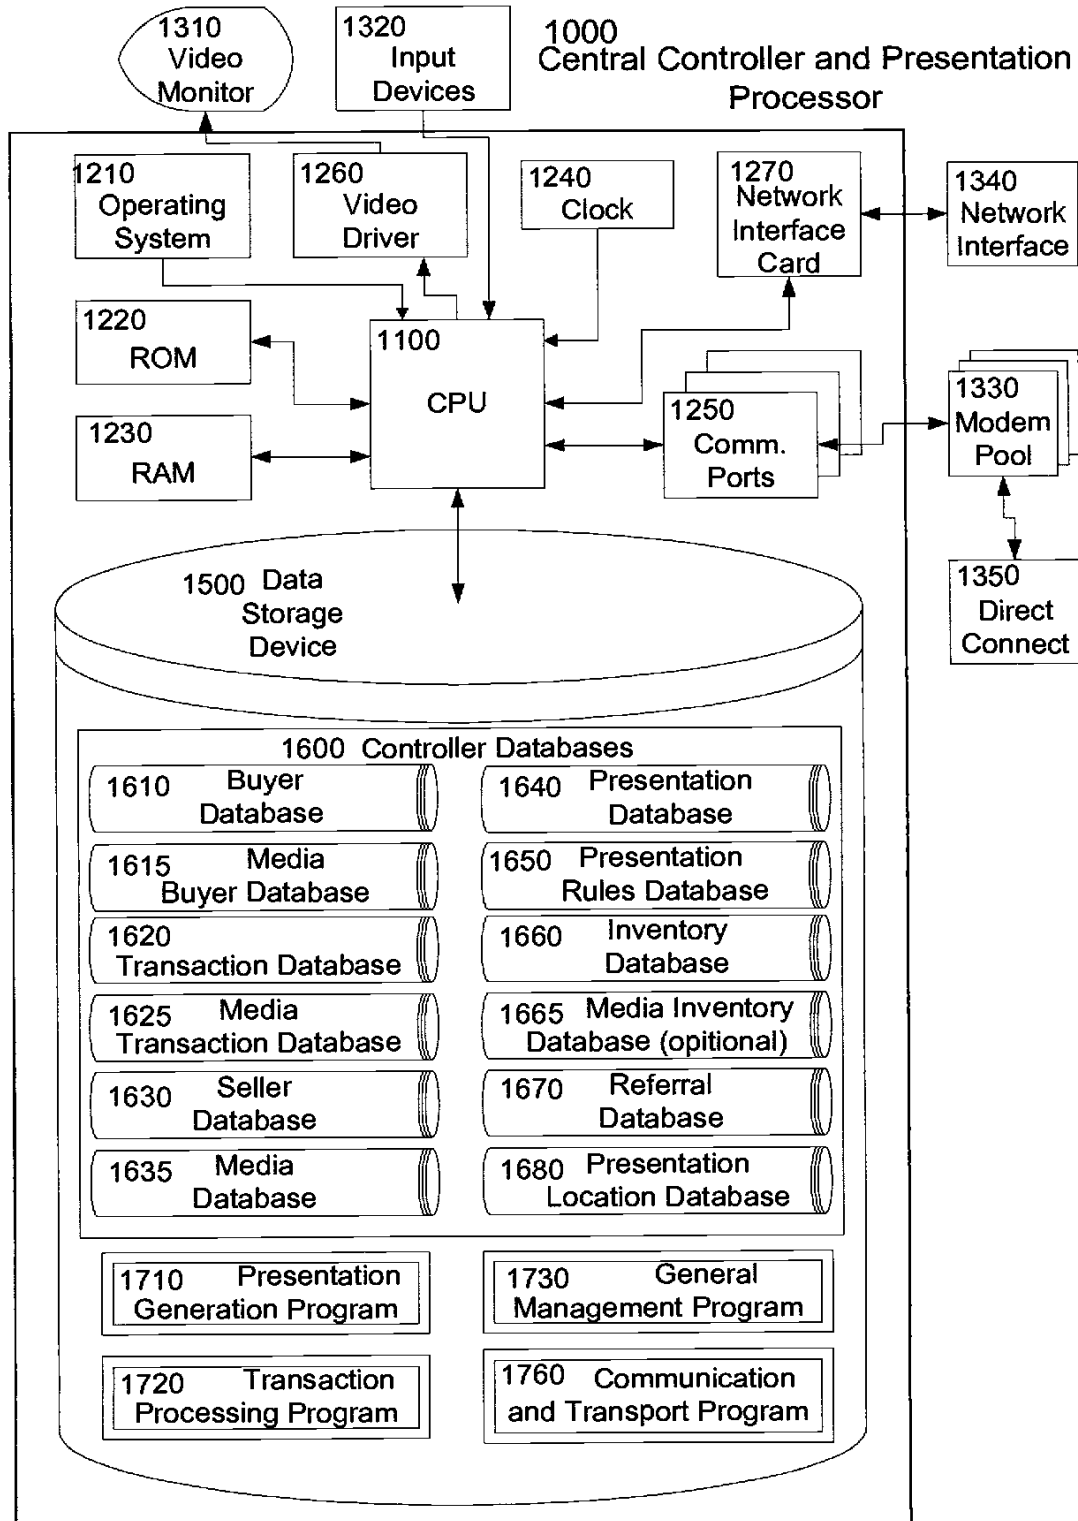 1310
Video
Monitor
1320
Input
Devices
1000
Central Controller and Presentation
Processor
1210
Operating
System
1260
Video
Driver
1240
Clock
1270
Network
Interface
Card
1340
Network
Interface
1220
ROM
1100
CPU
1230
RAM
1250
Comm.
Ports
1330
Modem
Pool
1350
Direct
Connect
1500 Data
Storage
Device
1600 Controller Databases
1610 Buyer
Database
1640 Presentation
Database
1615 Media
Buyer Database
1650 Presentation
Rules Database
1620
Transaction Database
1660 Inventory
Database
1625 Media
Transaction Database
1665 Media Inventory
Database (opitional)
1630 Seller
Database
1670 Referral
Database
1635 Media
Database
1680 Presentation
Location Database
1710 Presentation
Generation Program
1730 General
Management Program
1720 Transaction
Processing Program
1760 Communication
and Transport Program